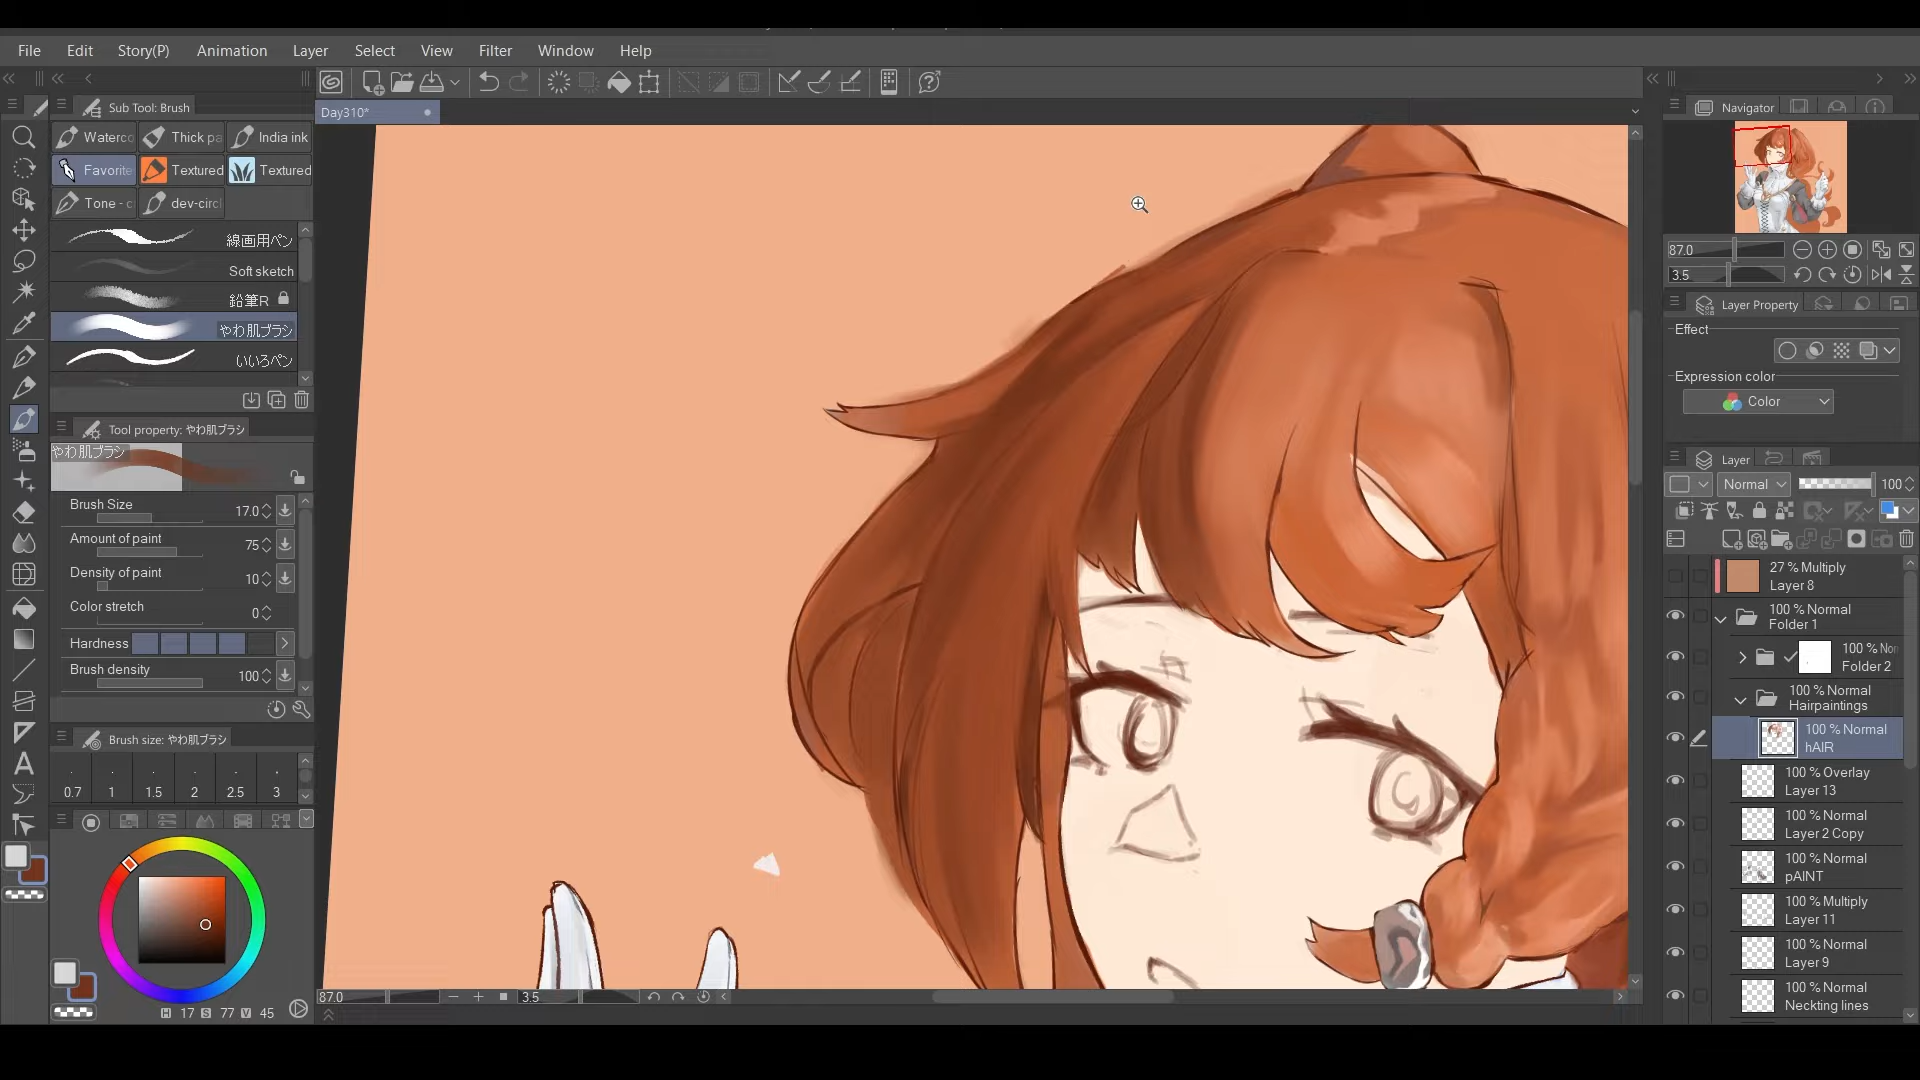 File Edit Story(P) Animation Layer Select View Filter Window Help
Sub Tool: Brush
Waterco Thick pa India ink
Favorite Textured Textured
Tone - c dev-circl
線画用ペン
Soft sketch
鉛筆R
やわ肌ブラシ
いいろペン
Tool property: やわ肌ブラシ
やわ肌ブラシ
Brush Size 17.0
Amount of paint 75
Density of paint 10
Color stretch 0
Hardness
Brush density 100
Brush size: やわ肌ブラシ
0.7 1 1.5 2 2.5 3
H 17 S 77 V 45
Day310*
87.0 3.5
Navigator
87.0
3.5
Layer Property
Effect
Expression color
Color
Layer
Normal 100
27 % Multiply
Layer 8
100 % Normal
Folder 1
100 % Nor
Folder 2
100 % Normal
Hairpaintings
100 % Normal
hAIR
100 % Overlay
Layer 13
100 % Normal
Layer 2 Copy
100 % Normal
pAINT
100 % Multiply
Layer 11
100 % Normal
Layer 9
100 % Normal
Neckting lines